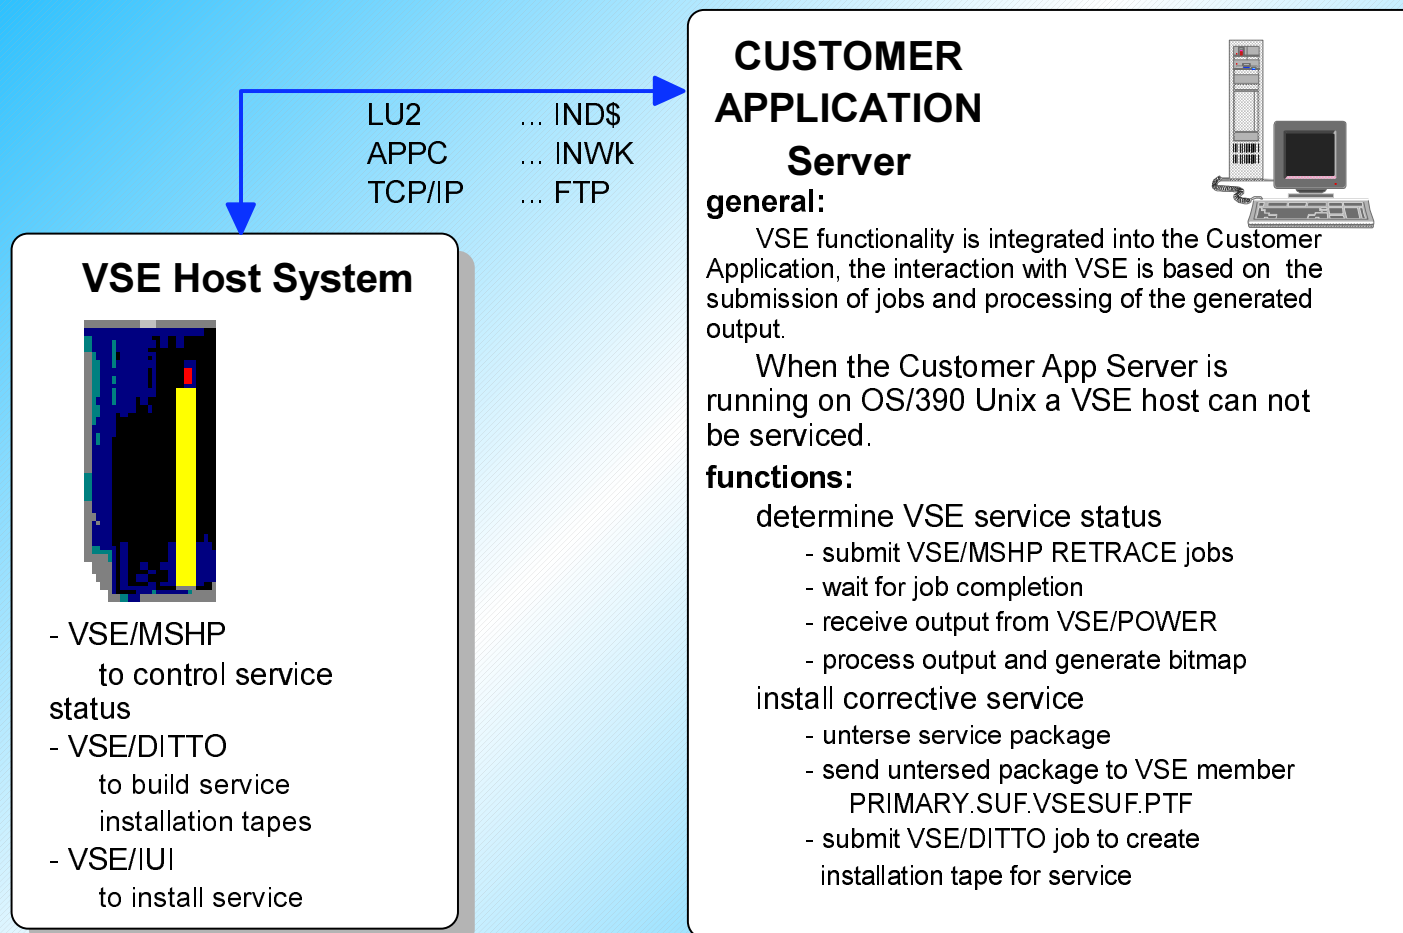 LU2 ... IND$
APPC ... INWK
TCP/IP ... FTP
VSE Host System
- VSE/MSHP
to control service
status
- VSE/DITTO
to build service
installation tapes
- VSE/IUI
to install service
CUSTOMER
APPLICATION
Server
general:
VSE functionality is integrated into the Customer
Application, the interaction with VSE is based on the
submission of jobs and processing of the generated
output.
When the Customer App Server is
running on OS/390 Unix a VSE host can not
be serviced.
functions:
determine VSE service status
- submit VSE/MSHP RETRACE jobs
- wait for job completion
- receive output from VSE/POWER
- process output and generate bitmap
install corrective service
- unterse service package
- send untersed package to VSE member
PRIMARY.SUF.VSESUF.PTF
- submit VSE/DITTO job to create
installation tape for service